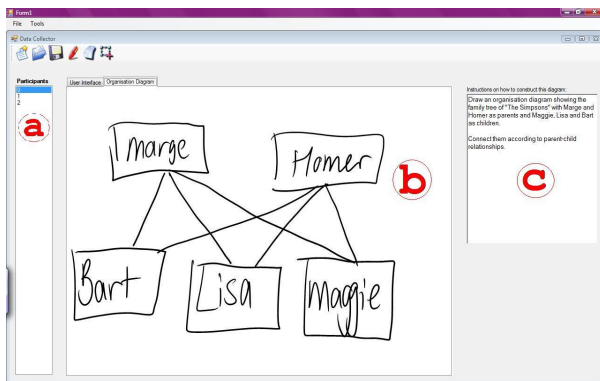 Form1
File Tools
Data Collector
Participants
0
1
2
a
User Interface Organisation Diagram
Marge
Homer
Bart
Lisa
Maggie
b
Instructions on how to construct this diagram:
Draw an organisation diagram showing the
family tree of "The Simpsons" with Marge and
Homer as parents and Maggie, Lisa and Bart
as children.
Connect them according to parent-child
relationships.
c